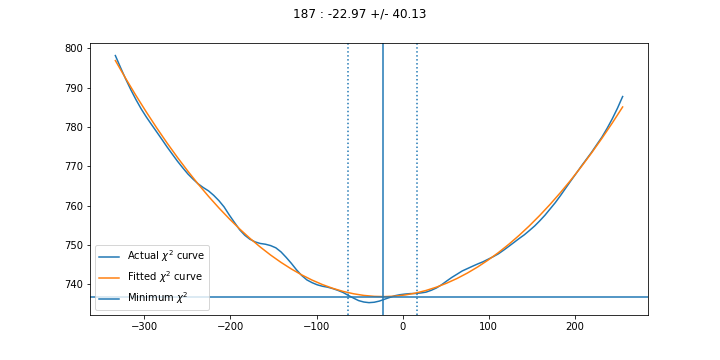 187 : -22.97 +/- 40.13
800
790
780
770
760
750
740
Actual χ² curve
Fitted χ² curve
Minimum χ²
−300 −200 −100 0 100 200